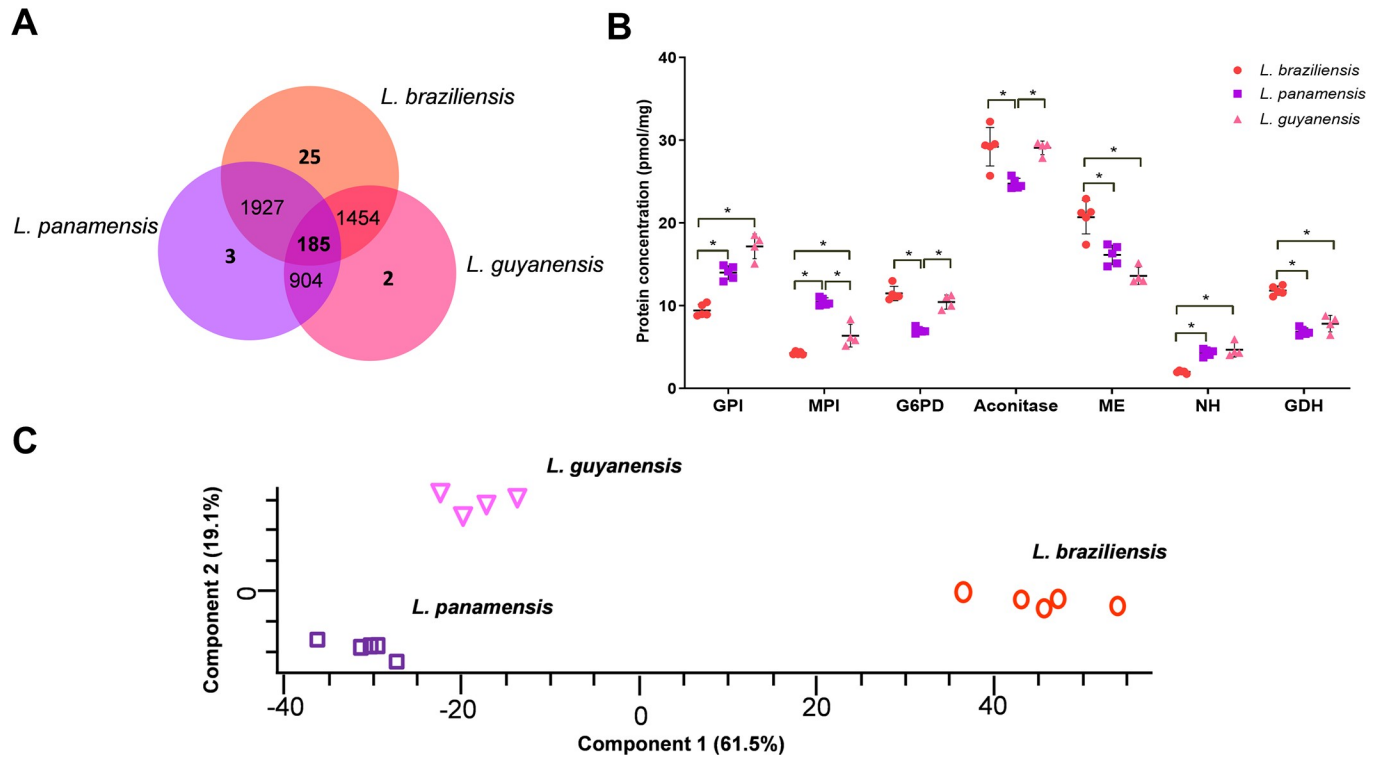 A
L. braziliensis
25
L. panamensis
1927
1454
185
3
904
2
L. guyanensis
B
Protein concentration (pmol/mg)
40
30
20
10
0
L. braziliensis
L. panamensis
L. guyanensis
* * * * * * * * * * * * * * *
GPI MPI G6PD Aconitase ME NH GDH
C
Component 2 (19.1%)
0
L. guyanensis
L. braziliensis
L. panamensis
-40 -20 0 20 40
Component 1 (61.5%)